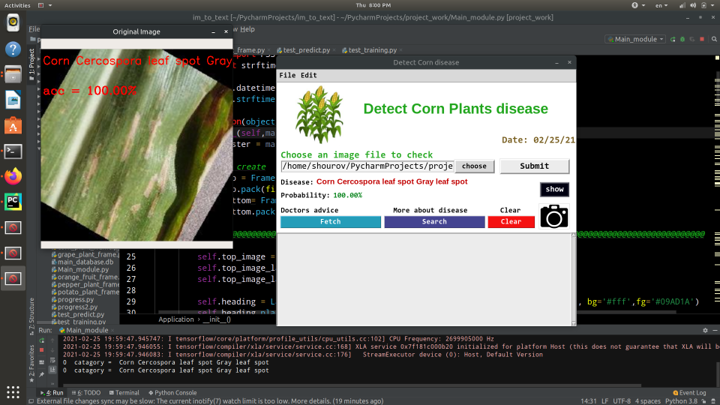 Activities
Thu 8:00 PM
en
im_to_text [~/PycharmProjects/im_to_text] - ~/PycharmProjects/project_work/Main_module.py [project_work]
Original Image
Help
_frame.py
test_predict.py
test_training.py
Main_module
Corn Cercospora leaf spot Gray
acc = 100.00%
1: Project
Detect Corn disease
File Edit
Detect Corn Plants disease
Date: 02/25/21
Choose an image file to check
/home/shourov/PycharmProjects/proje
choose
Submit
Disease: Corn Cercospora leaf spot Gray leaf spot
show
Probability: 100.00%
Doctors advice
More about disease
Clear
Fetch
Search
Clear
strftim
.datetime
.strftime
(object
(self,ma
ster = ma
create
p = Frame
p.pack(fi
ttom= Fra
ttom.pack
25
self.top_image =
26
self.top_image_l
27
self.top_image_l
28
29
self.heading = L
, bg='#fff',fg="#09AD1A")
30
self.heading.pla
Application
__init__()
grape_plant_frame
main_database.db
Main_module.py
orange_fruit_frame
pepper_plant_frame
potato_plant_frame
progress.py
progress2.py
test_predict.py
test_training.py
7: Structure
2: Favorites
Run:
Main_module
2021-02-25 19:59:47.945747: I tensorflow/core/platform/profile_utils/cpu_utils.cc:102] CPU Frequency: 2699905000 Hz
2021-02-25 19:59:47.946055: I tensorflow/compiler/xla/service/service.cc:168] XLA service 0x7f181c000b20 initialized for platform Host (this does not guarantee that XLA will b
2021-02-25 19:59:47.946083: I tensorflow/compiler/xla/service/service.cc:176] StreamExecutor device (0): Host, Default Version
0 catagory = Corn Cercospora leaf spot Gray leaf spot
0 catagory = Corn Cercospora leaf spot Gray leaf spot
4: Run
6: TODO
Terminal
Python Console
Event Log
External file changes sync may be slow: The current inotify(7) watch limit is too low. More details. (19 minutes ago)
14:31
LF
UTF-8
4 spaces
Python 3.8